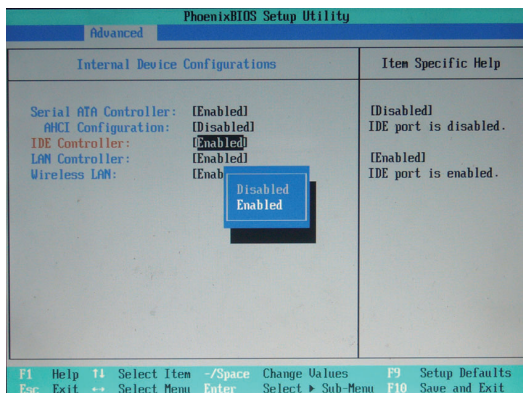 PhoenixBIOS Setup Utility
Advanced
Internal Device Configurations
Item Specific Help
Serial ATA Controller: [Enabled]
AHCI Configuration: [Disabled]
IDE Controller: [Enabled]
LAN Controller: [Enabled]
Wireless LAN: [Enab
Disabled
Enabled
[Disabled]
IDE port is disabled.
[Enabled]
IDE port is enabled.
F1 Help ↑↓ Select Item -/Space Change Values F9 Setup Defaults
Esc Exit ↔ Select Menu Enter Select ▶ Sub-Menu F10 Save and Exit